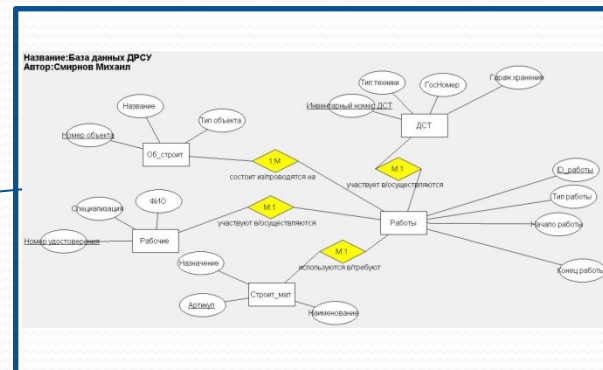 Название:База данных ДРСУ
Автор:Смирнов Михаил
Название
Номер объекта
Тип объекта
Об_строит
1:М
состоит из/проводятся на
Тип техники
ГосНомер
Гараж хранения
Инвентарный номер ДСТ
ДСТ
М:1
участвует в/осуществляются
ID_работы
Тип работы
Начало работы
Конец работы
Работы
ФИО
Специализация
Номер удостоверения
Рабочие
М:1
участвуют в/осуществляются
М:1
используются в/требуют
Назначение
Артикул
Строит_мат
Наименование